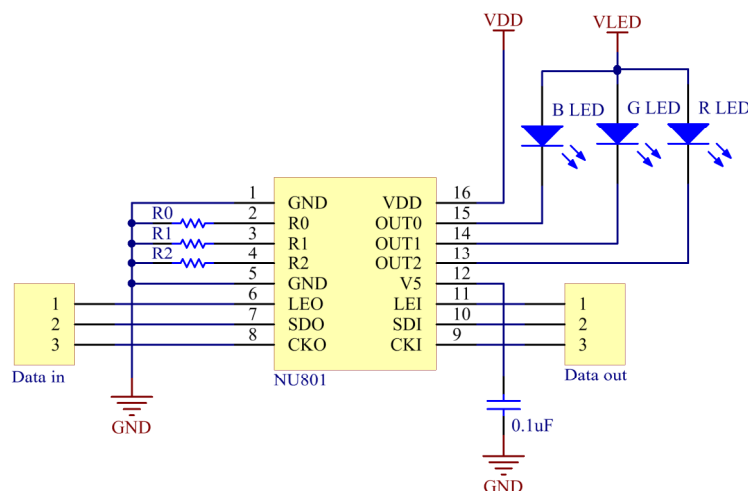 VDD
VLED
B LED
G LED
R LED
1
GND
VDD
16
R0
2
R0
OUT0
15
R1
3
R1
OUT1
14
R2
4
R2
OUT2
13
5
GND
V5
12
1
6
LEO
LEI
11
1
2
7
SDO
SDI
10
2
3
8
CKO
CKI
9
3
Data in
NU801
Data out
GND
0.1uF
GND